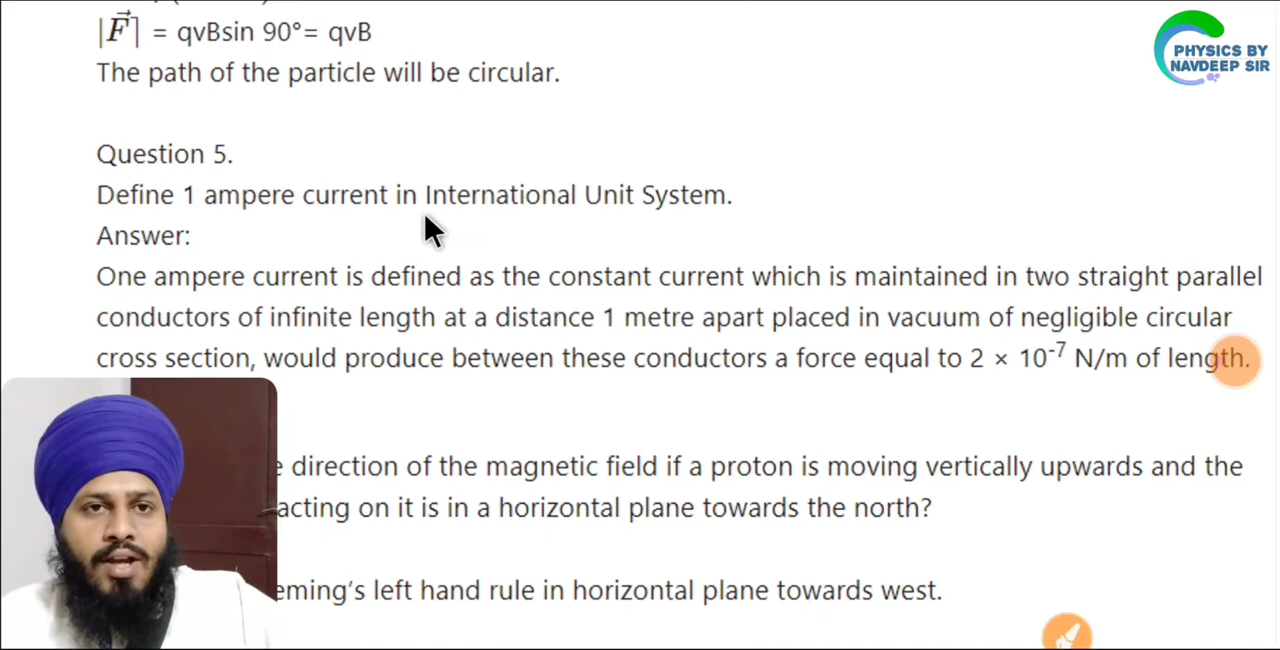 |F⃗| = qvBsin 90°= qvB
PHYSICS BY
NAVDEEP SIR
The path of the particle will be circular.
Question 5.
Define 1 ampere current in International Unit System.
Answer:
One ampere current is defined as the constant current which is maintained in two straight parallel
conductors of infinite length at a distance 1 metre apart placed in vacuum of negligible circular
cross section, would produce between these conductors a force equal to 2 × 10⁻⁷ N/m of length.
direction of the magnetic field if a proton is moving vertically upwards and the
acting on it is in a horizontal plane towards the north?
eming’s left hand rule in horizontal plane towards west.